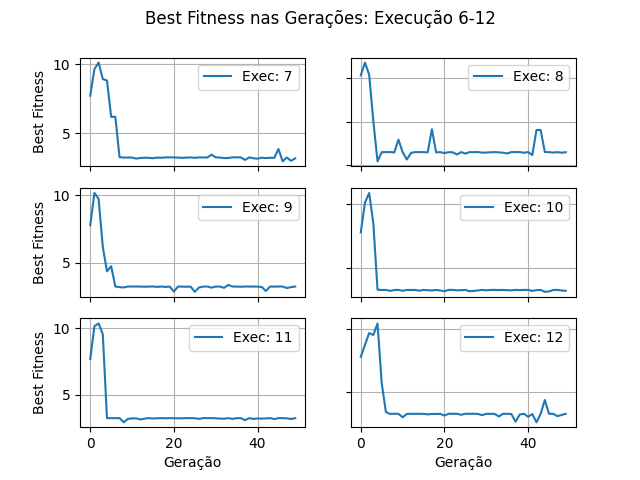 Best Fitness nas Gerações: Execução 6-12
Best Fitness
10
5
Exec: 7
Exec: 8
Best Fitness
10
5
Exec: 9
Exec: 10
Best Fitness
10
5
Exec: 11
Exec: 12
0 20 40
0 20 40
Geração
Geração